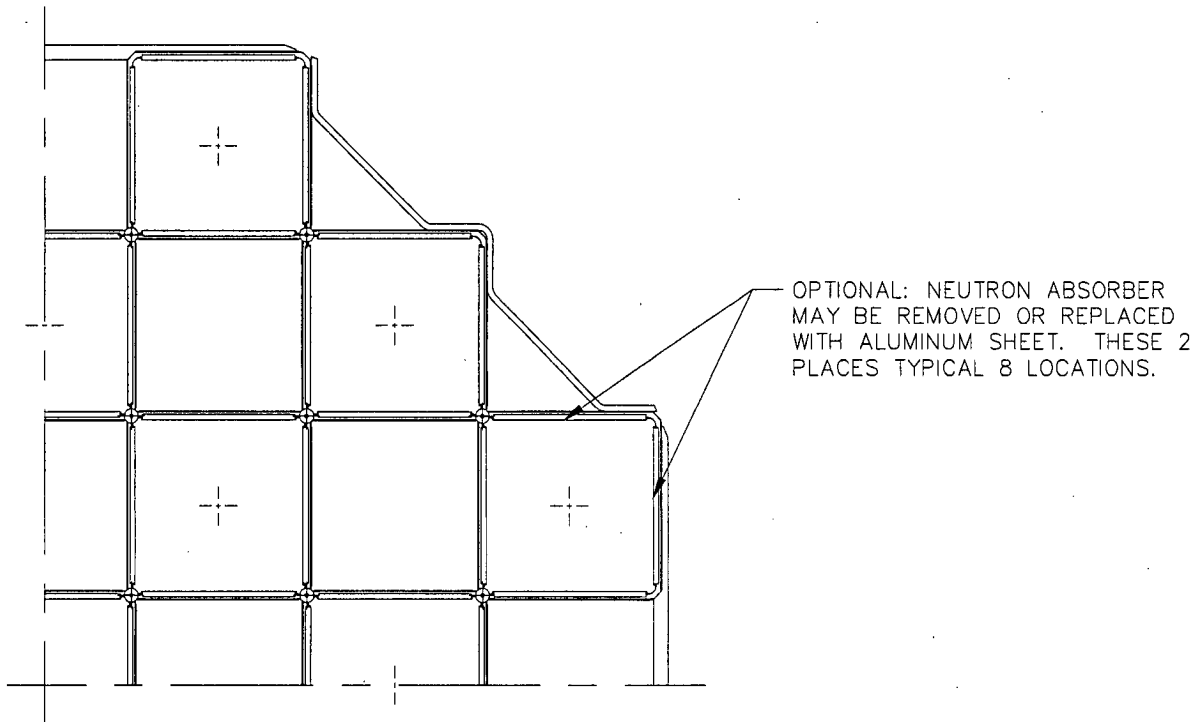 OPTIONAL: NEUTRON ABSORBER
MAY BE REMOVED OR REPLACED
WITH ALUMINUM SHEET. THESE 2
PLACES TYPICAL 8 LOCATIONS.